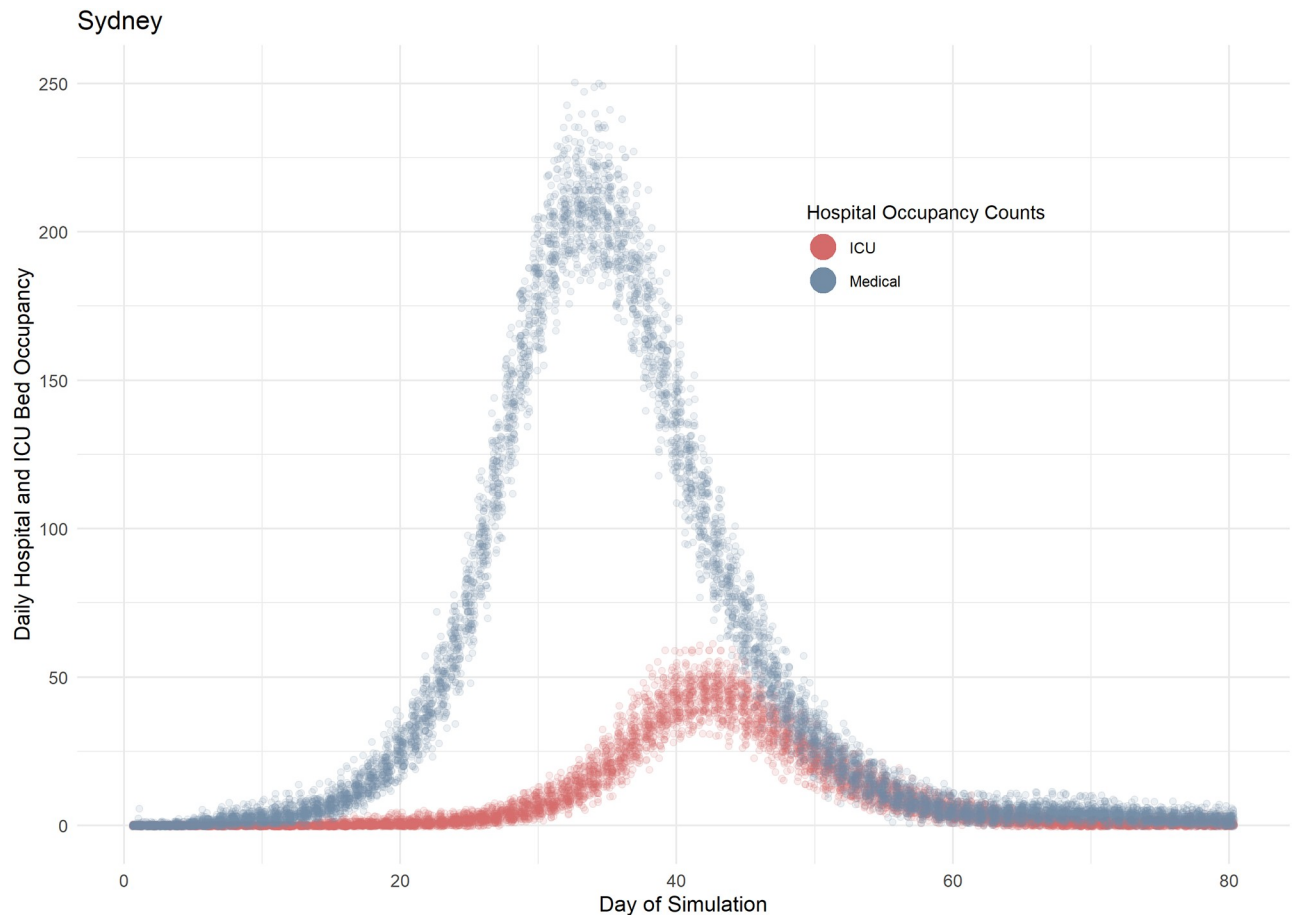 Sydney
Daily Hospital and ICU Bed Occupancy
250
200
150
100
50
0
Hospital Occupancy Counts
ICU
Medical
0
20
40
60
80
Day of Simulation